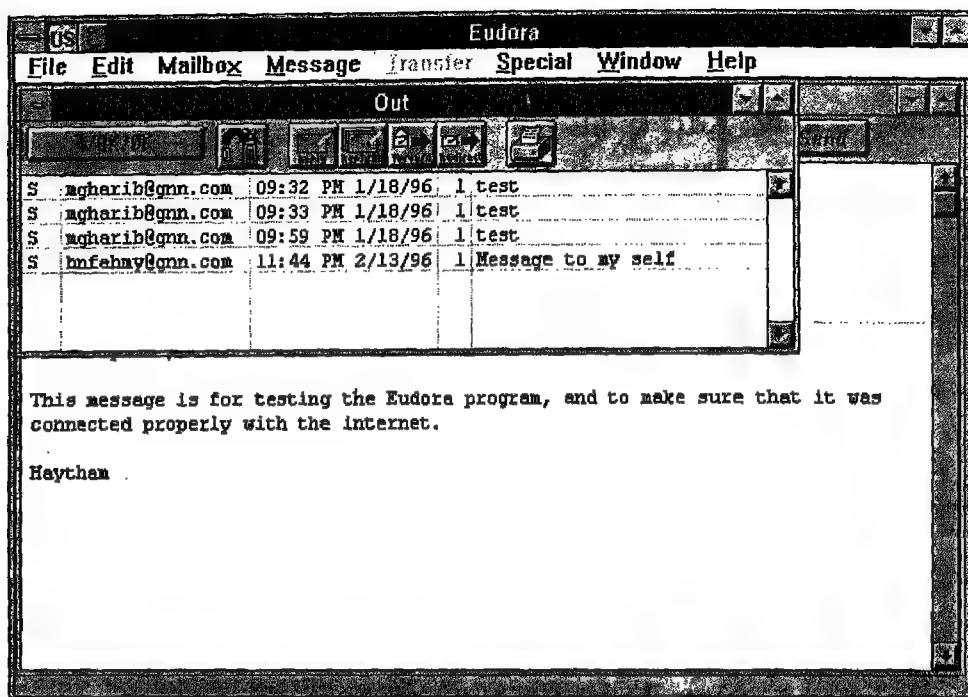 Eudora
File Edit Mailbox Message Transfer Special Window Help
Out
S mgharib@gnn.com 09:32 PM 1/18/96 1 test
S mgharib@gnn.com 09:33 PM 1/18/96 1 test
S mgharib@gnn.com 09:59 PM 1/18/96 1 test
S hnfahmy@gnn.com 11:44 PM 2/13/96 1 Message to my self
This message is for testing the Eudora program, and to make sure that it was
connected properly with the internet.
Haytham